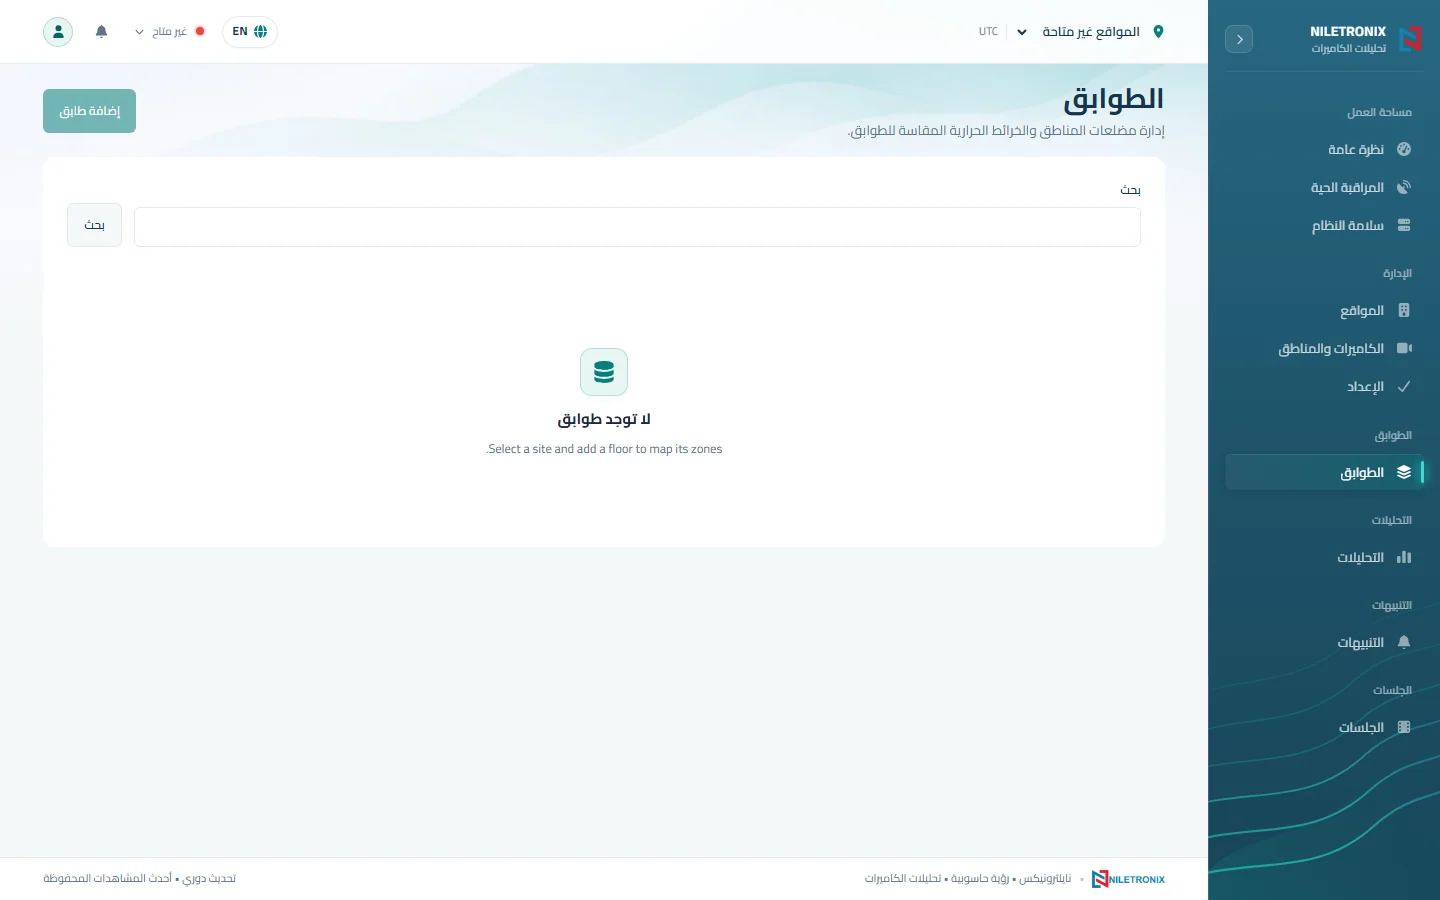 NILETRONIX
تحليلات الكاميرات
مساحة العمل
نظرة عامة
المراقبة الحية
سلامة النظام
الإدارة
المواقع
الكاميرات والمناطق
الإعداد
الطوابق
الطوابق
التحليلات
التحليلات
التنبيهات
التنبيهات
الجلسات
الجلسات
المواقع غير متاحة
UTC
EN
غير متاح
الطوابق
إدارة مضلعات المناطق والخرائط الحرارية المقاسة للطوابق.
إضافة طابق
بحث
بحث
لا توجد طوابق
Select a site and add a floor to map its zones.
NILETRONIX
نايلترونيكس • رؤية حاسوبية • تحليلات الكاميرات
تحديث دوري • أحدث المشاهدات المحفوظة